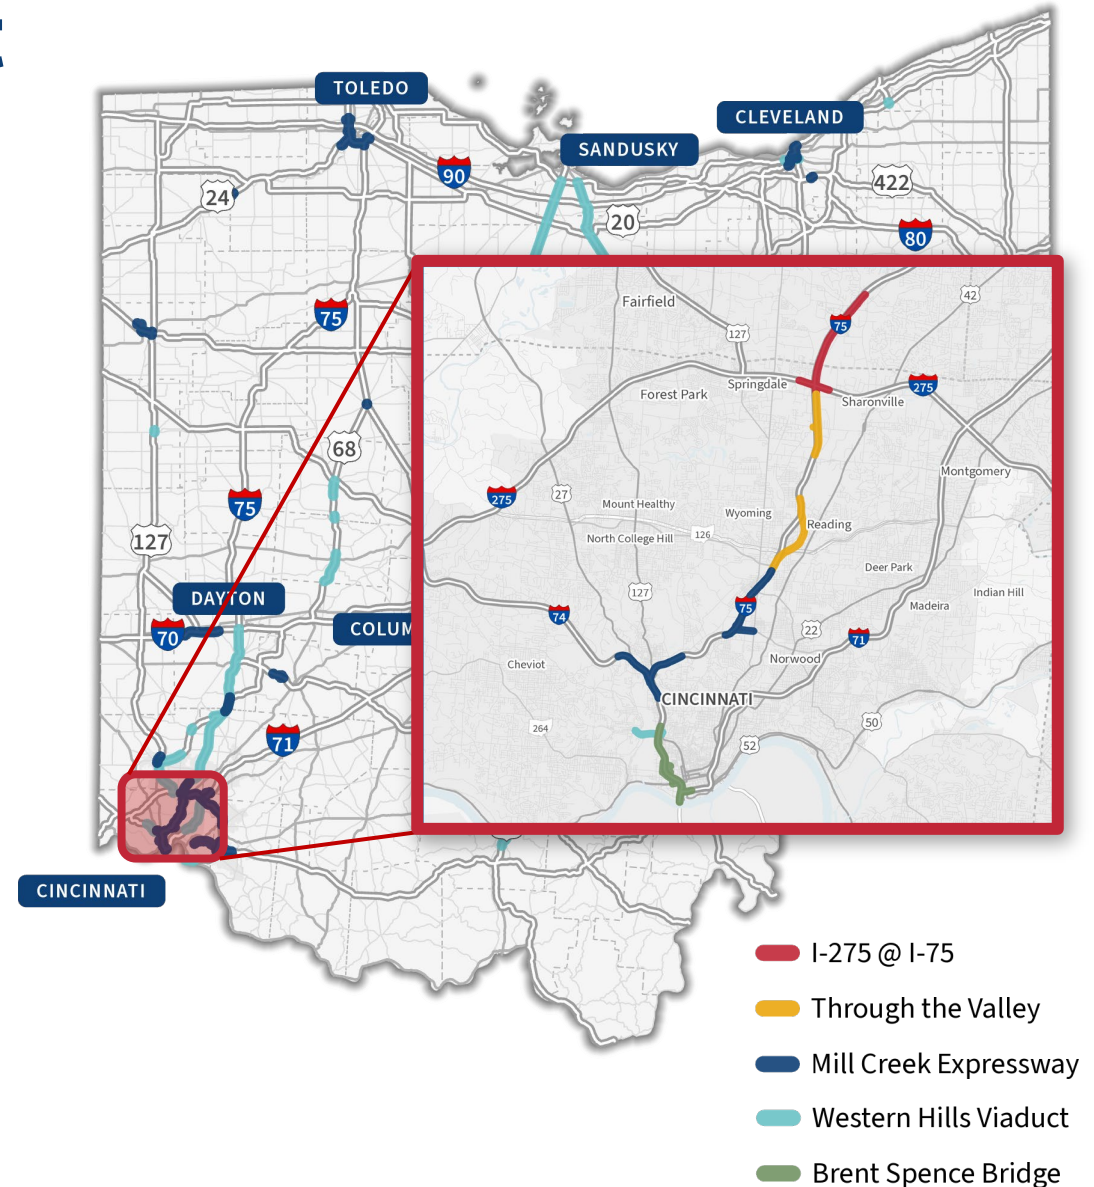 TOLEDO
CLEVELAND
SANDUSKY
90
422
24
20
80
75
68
75
127
DAYTON
70
COLUM
71
CINCINNATI
Fairfield
42
127
75
Springdale
275
Forest Park
Sharonville
Montgomery
275
27
Mount Healthy
Wyoming
Reading
North College Hill
126
Deer Park
127
Indian Hill
75
Madeira
74
22
71
Norwood
Cheviot
CINCINNATI
50
264
52
I-275 @ I-75
Through the Valley
Mill Creek Expressway
Western Hills Viaduct
Brent Spence Bridge